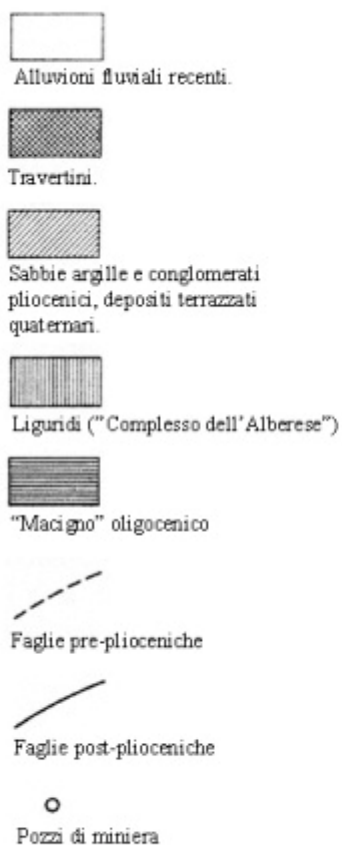 Alluvioni fluviali recenti.
Travertini.
Sabbie argille e conglomerati
pliocenici, depositi terrazzati
quaternari.
Liguridi ("Complesso dell'Alberese")
"Macigno" oligocenico
Faglie pre-plioceniche
Faglie post-plioceniche
Pozzi di miniera